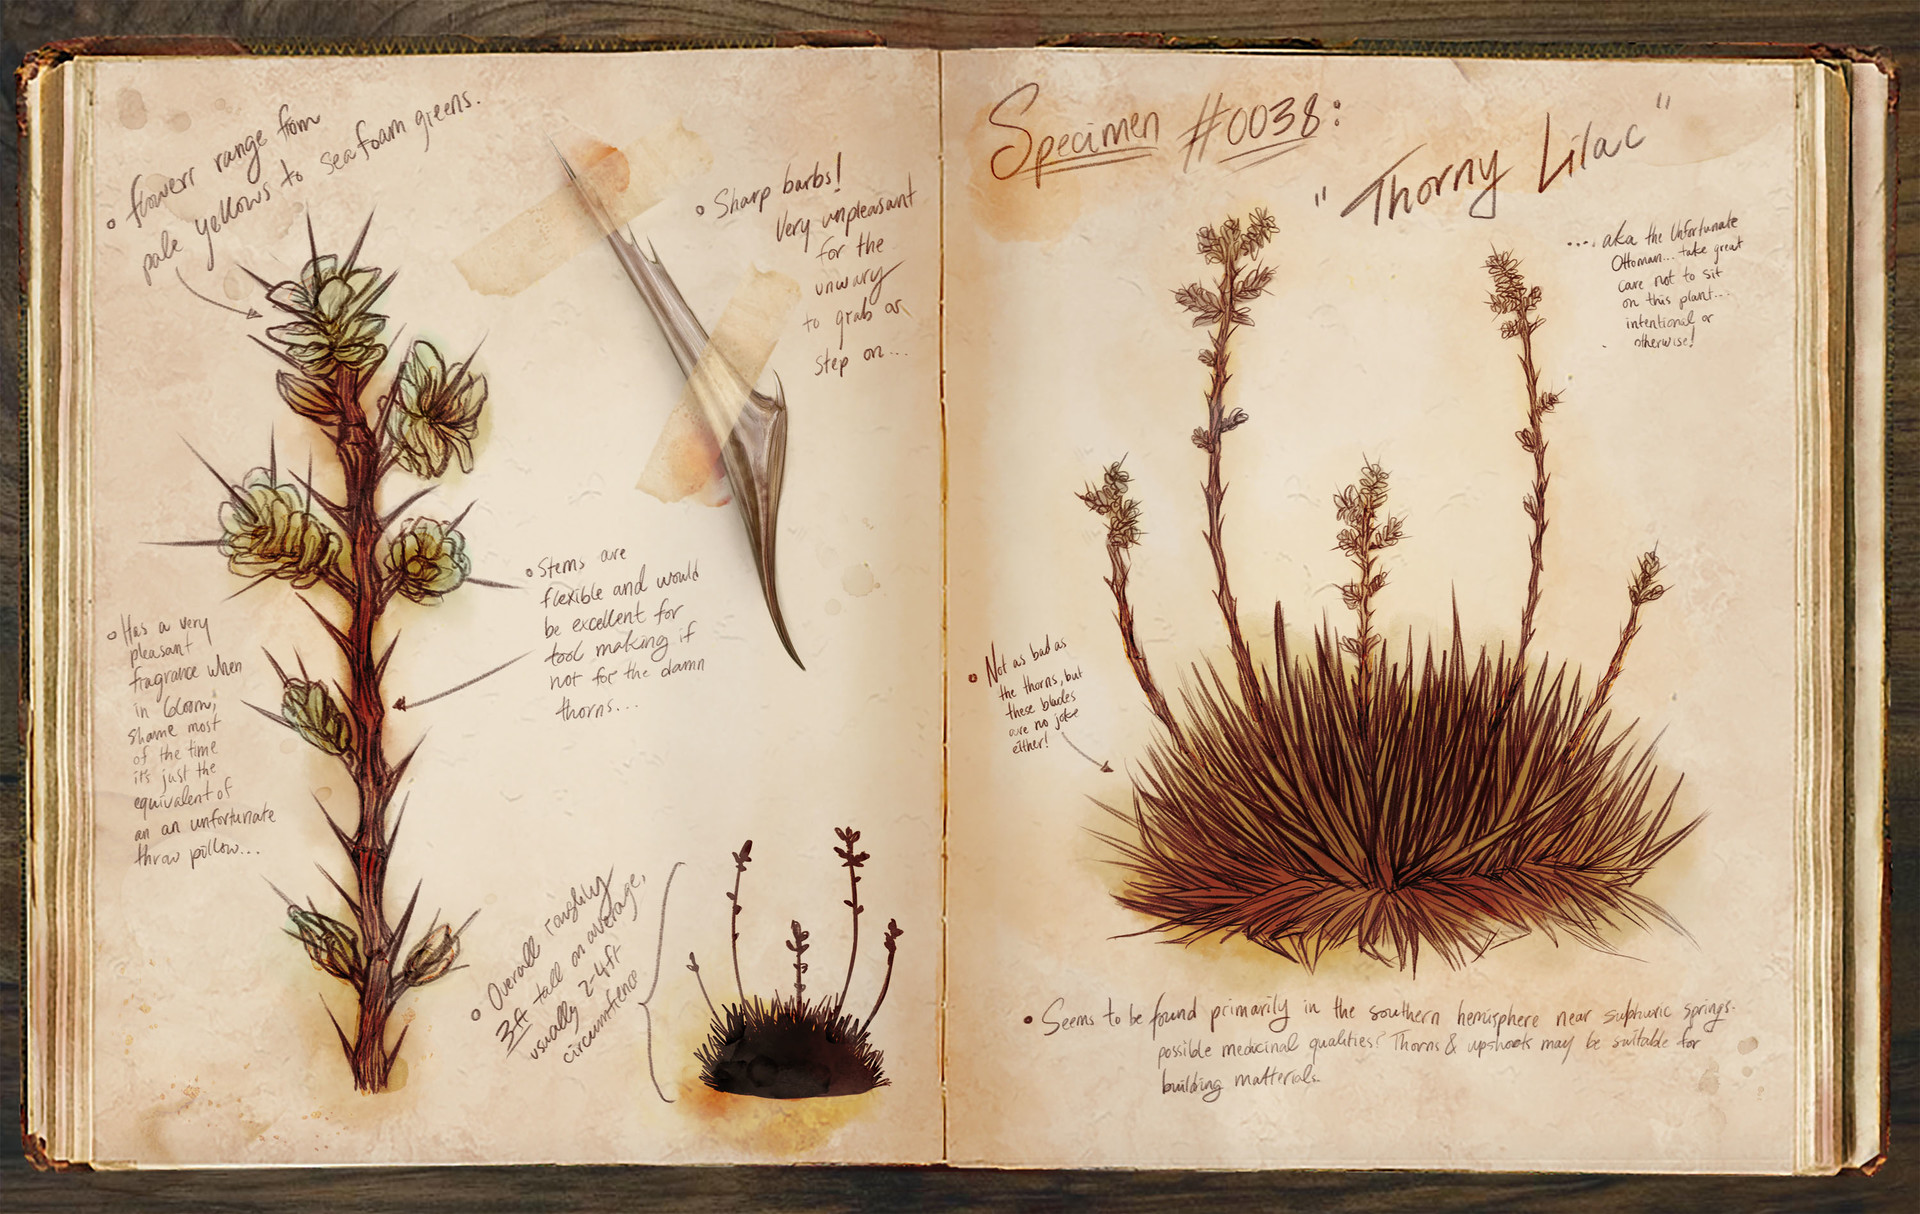 • flowers range from
pale yellows to seafoam greens.
• Sharp barbs!
Very unpleasant
for the
unwary
to grab or
step on...
• Stems are
flexible and would
be excellent for
tool making if
not for the damn
thorns...
• Has a very
pleasant
fragrance when
in bloom;
shame most
of the time
it's just the
equivalent of
an an unfortunate
throw pillow...
• Overall roughly
3ft tall on average,
usually 2-4ft
circumfrence
Specimen #0038:
"Thorny Lilac"
... aka the Unfortunate
Ottoman... take great
care not to sit
on this plant...
intentional or
otherwise!
• Not as bad as
the thorns, but
these blades
are no joke
either!
• Seems to be found primarily in the southern hemisphere near sulphuric springs.
possible medicinal qualities? Thorns & upshoots may be suitable for
building matterials.